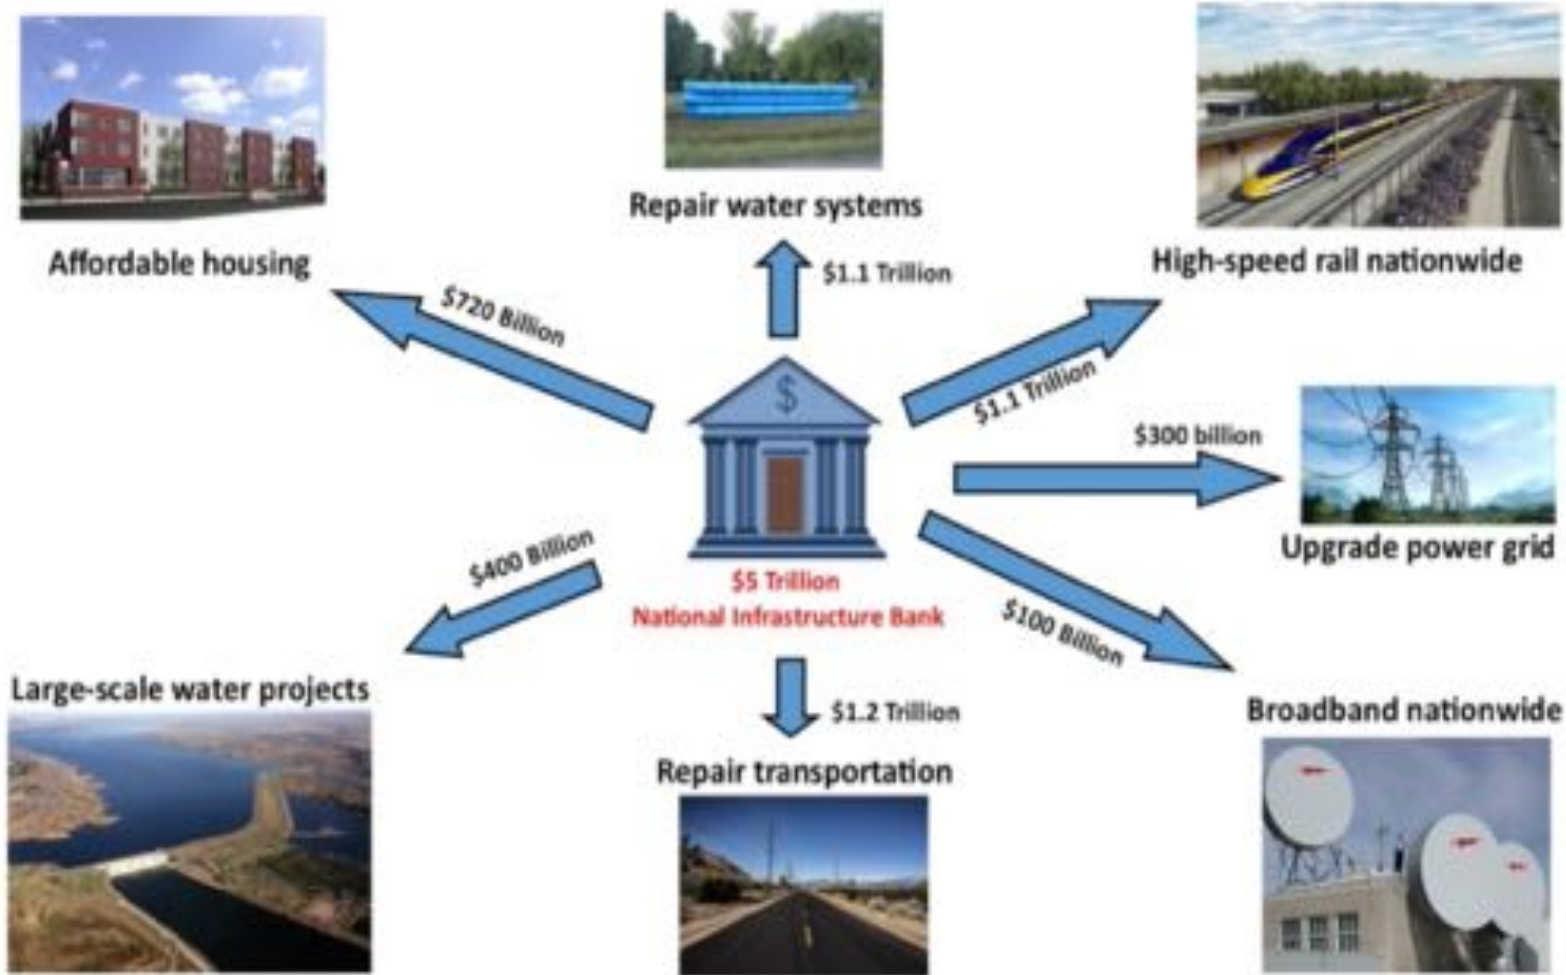 Repair water systems
Affordable housing
High-speed rail nationwide
$720 Billion
$1.1 Trillion
$1.1 Trillion
$
$300 billion
Upgrade power grid
$400 Billion
$5 Trillion
National Infrastructure Bank
$100 Billion
Large-scale water projects
$1.2 Trillion
Broadband nationwide
Repair transportation